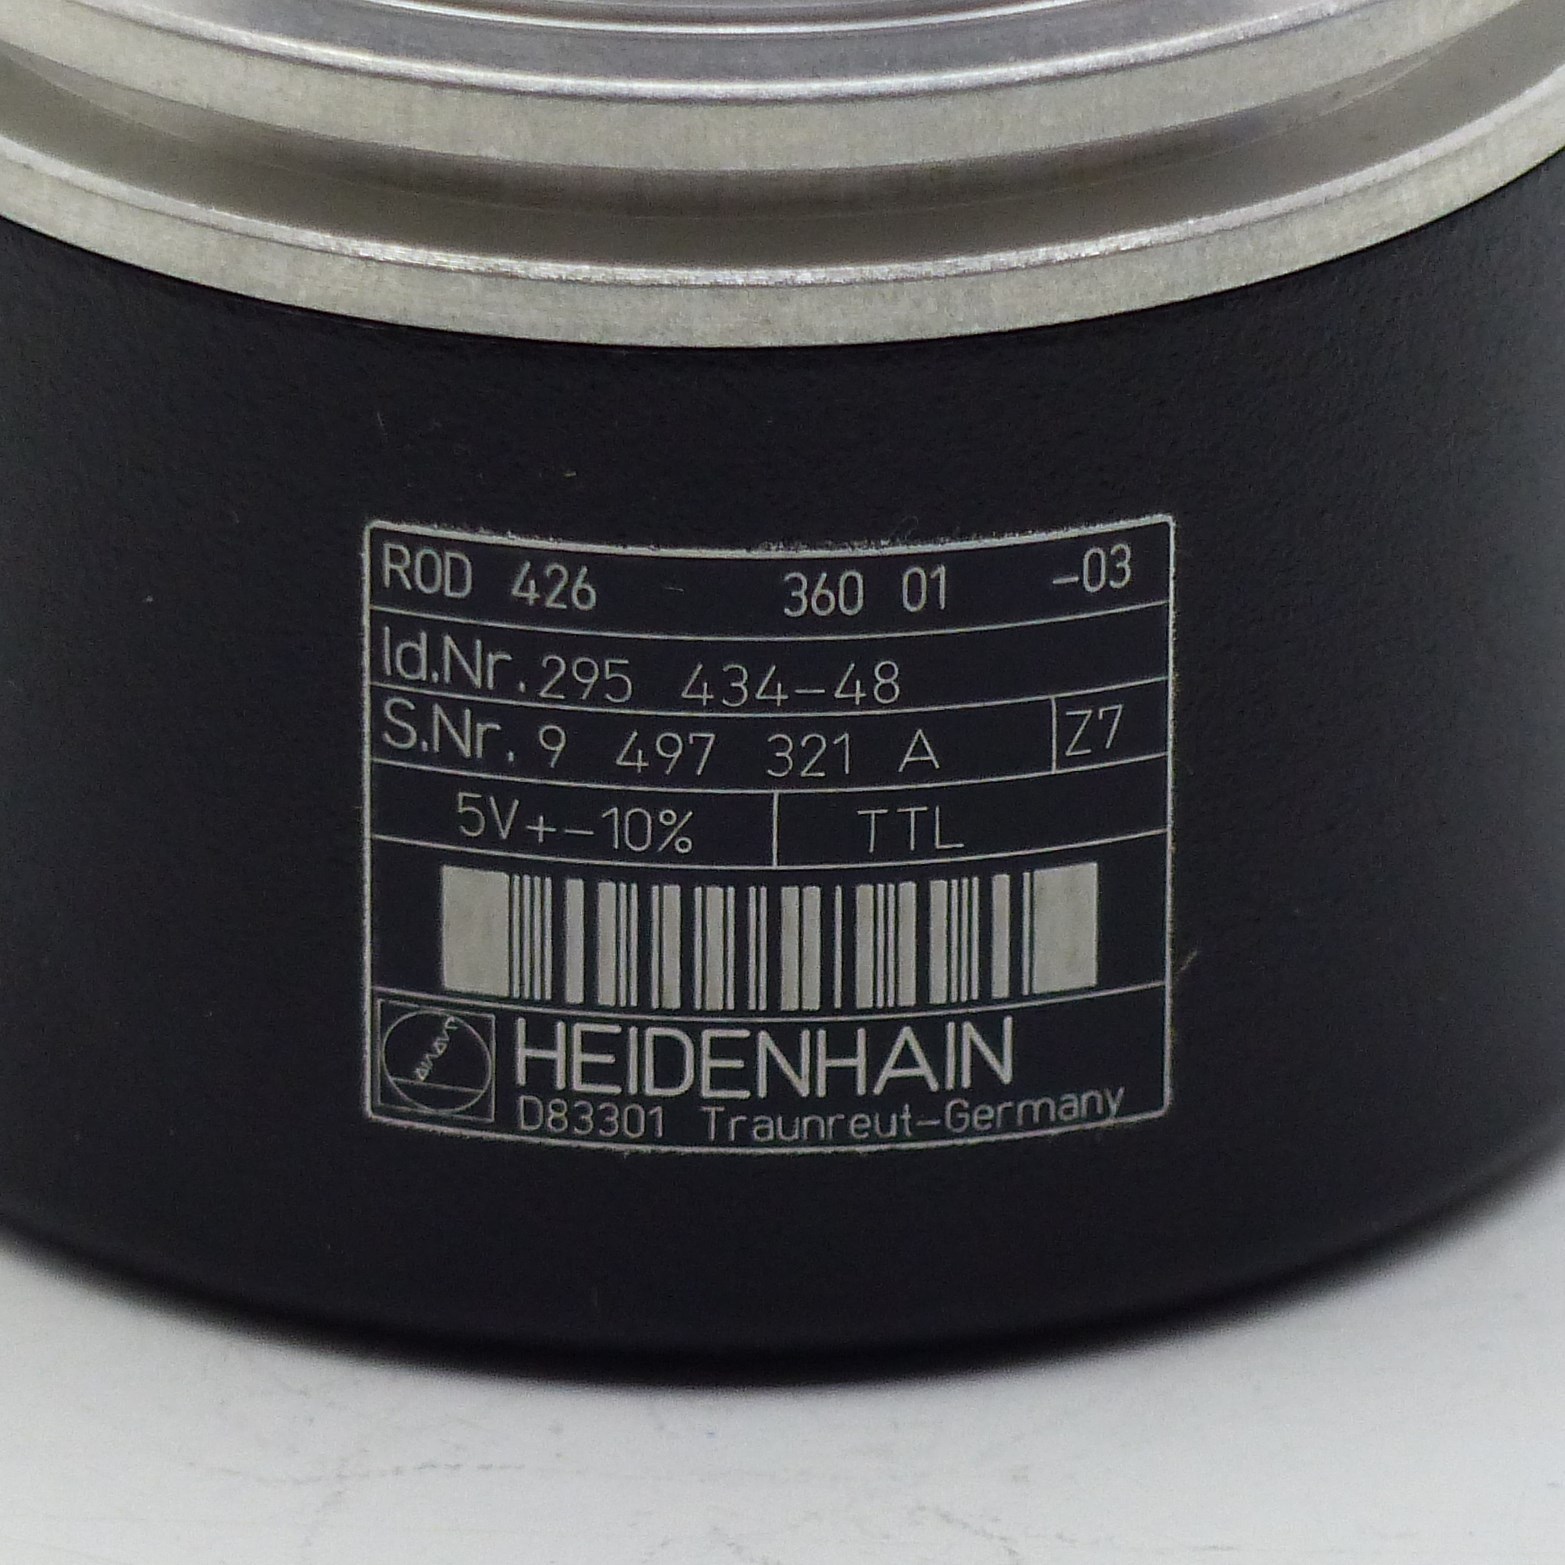 ROD 426 360 01 -03
Id.Nr. 295 434-48
S.Nr. 9 497 321 A Z7
5V+-10% TTL
HEIDENHAIN
D83301 Traunreut-Germany